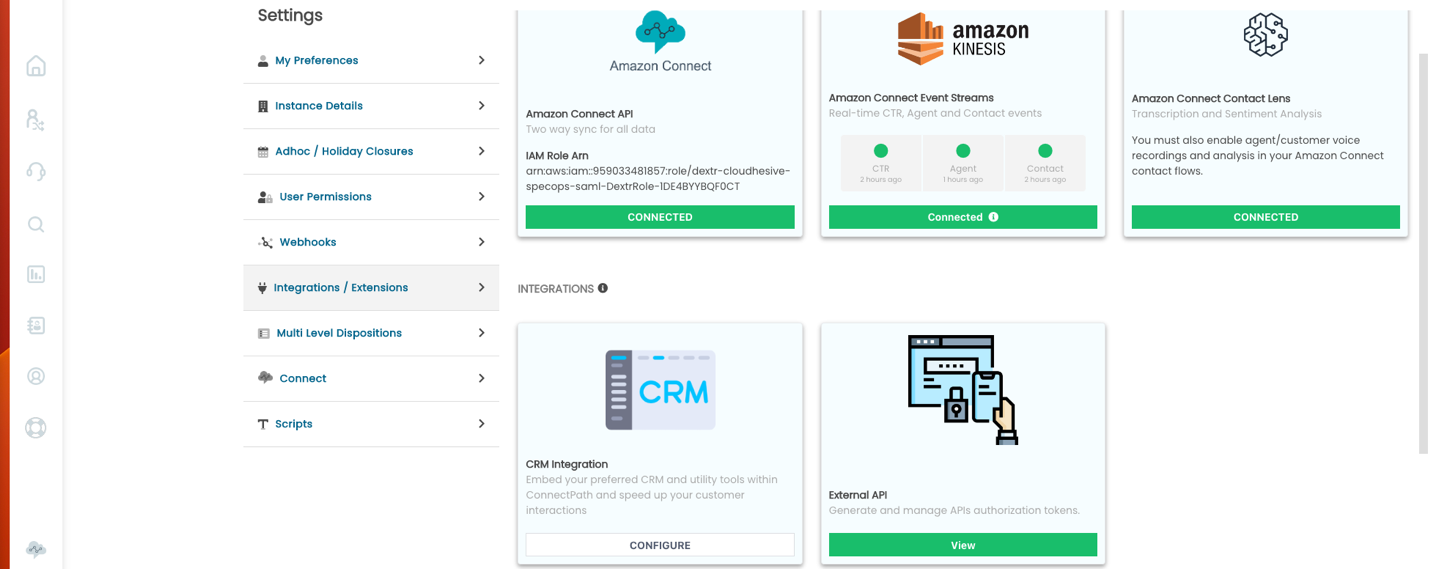 Settings
My Preferences
Instance Details
Adhoc / Holiday Closures
User Permissions
Webhooks
Integrations / Extensions
Multi Level Dispositions
Connect
Scripts
Amazon Connect
Amazon Connect API
Two way sync for all data
IAM Role Arn
arn:aws:iam::959033481857:role/dextr-cloudhesive-
specops-saml-DextrRole-1DE4BYYBQF0CT
CONNECTED
amazon
KINESIS
Amazon Connect Event Streams
Real-time CTR, Agent and Contact events
CTR
2 hours ago
Agent
1 hours ago
Contact
2 hours ago
Connected
Amazon Connect Contact Lens
Transcription and Sentiment Analysis
You must also enable agent/customer voice
recordings and analysis in your Amazon Connect
contact flows.
CONNECTED
INTEGRATIONS
CRM
CRM Integration
Embed your preferred CRM and utility tools within
ConnectPath and speed up your customer
interactions
CONFIGURE
External API
Generate and manage APIs authorization tokens.
View